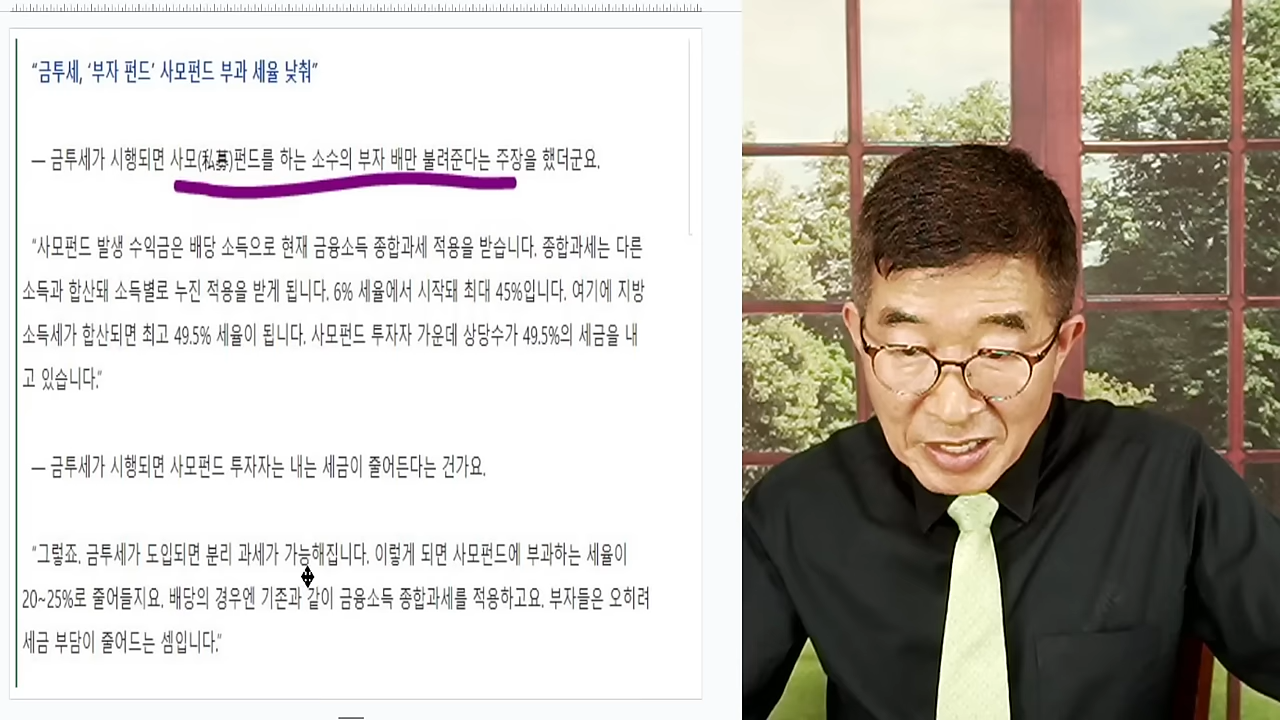 “금투세, ‘부자 펀드’ 사모펀드 부과 세율 낮춰”
— 금투세가 시행되면 사모(私募)펀드를 하는 소수의 부자 배만 불려준다는 주장을 했더군요.
“사모펀드 발생 수익금은 배당 소득으로 현재 금융소득 종합과세 적용을 받습니다. 종합과세는 다른
소득과 합산돼 소득별로 누진 적용을 받게 됩니다. 6% 세율에서 시작돼 최대 45%입니다. 여기에 지방
소득세가 합산되면 최고 49.5% 세율이 됩니다. 사모펀드 투자자 가운데 상당수가 49.5%의 세금을 내
고 있습니다.”
— 금투세가 시행되면 사모펀드 투자자는 내는 세금이 줄어든다는 건가요.
“그렇죠. 금투세가 도입되면 분리 과세가 가능해집니다. 이렇게 되면 사모펀드에 부과하는 세율이
20~25%로 줄어들지요. 배당의 경우엔 기존과 같이 금융소득 종합과세를 적용하고요. 부자들은 오히려
세금 부담이 줄어드는 셈입니다.”